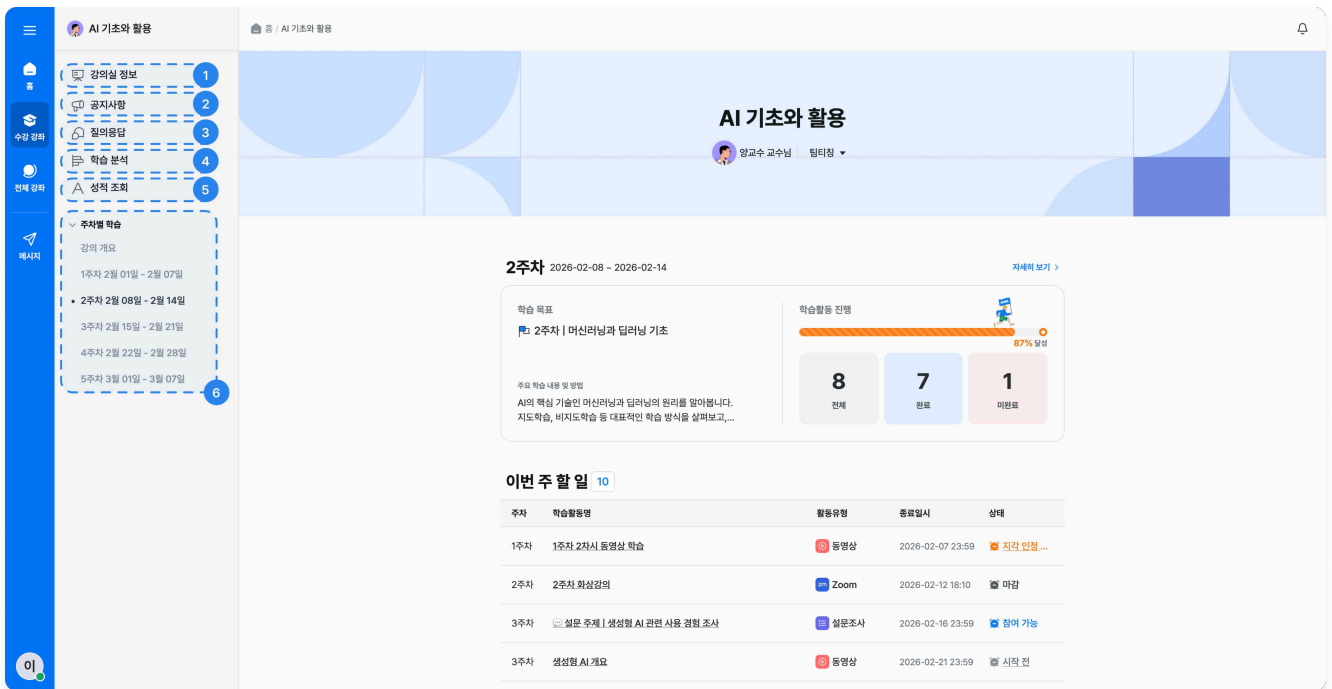 AI 기초와 활용
홈 / AI 기초와 활용
홈
수강 강좌
전체 강좌
메시지
이
강의실 정보 1
공지사항 2
질의응답 3
학습 분석 4
성적 조회 5
주차별 학습
강의 개요
1주차 2월 01일 - 2월 07일
• 2주차 2월 08일 - 2월 14일
3주차 2월 15일 - 2월 21일
4주차 2월 22일 - 2월 28일
5주차 3월 01일 - 3월 07일
6
AI 기초와 활용
양교수 교수님 팀티칭 ▼
2주차 2026-02-08 ~ 2026-02-14 자세히 보기 >
학습 목표
2주차 | 머신러닝과 딥러닝 기초
주요 학습 내용 및 방법
AI의 핵심 기술인 머신러닝과 딥러닝의 원리를 알아봅니다.
지도학습, 비지도학습 등 대표적인 학습 방식을 살펴보고,...
학습활동 진행
87% 달성
8 7 1
전체 완료 미완료
이번 주 할 일 10
주차 학습활동명 활동유형 종료일시 상태
1주차 1주차 2차시 동영상 학습 동영상 2026-02-07 23:59 지각 인정 ...
2주차 2주차 화상강의 zm Zoom 2026-02-12 18:10 마감
3주차 설문 주제 | 생성형 AI 관련 사용 경험 조사 설문조사 2026-02-16 23:59 참여 가능
3주차 생성형 AI 개요 동영상 2026-02-21 23:59 시작 전